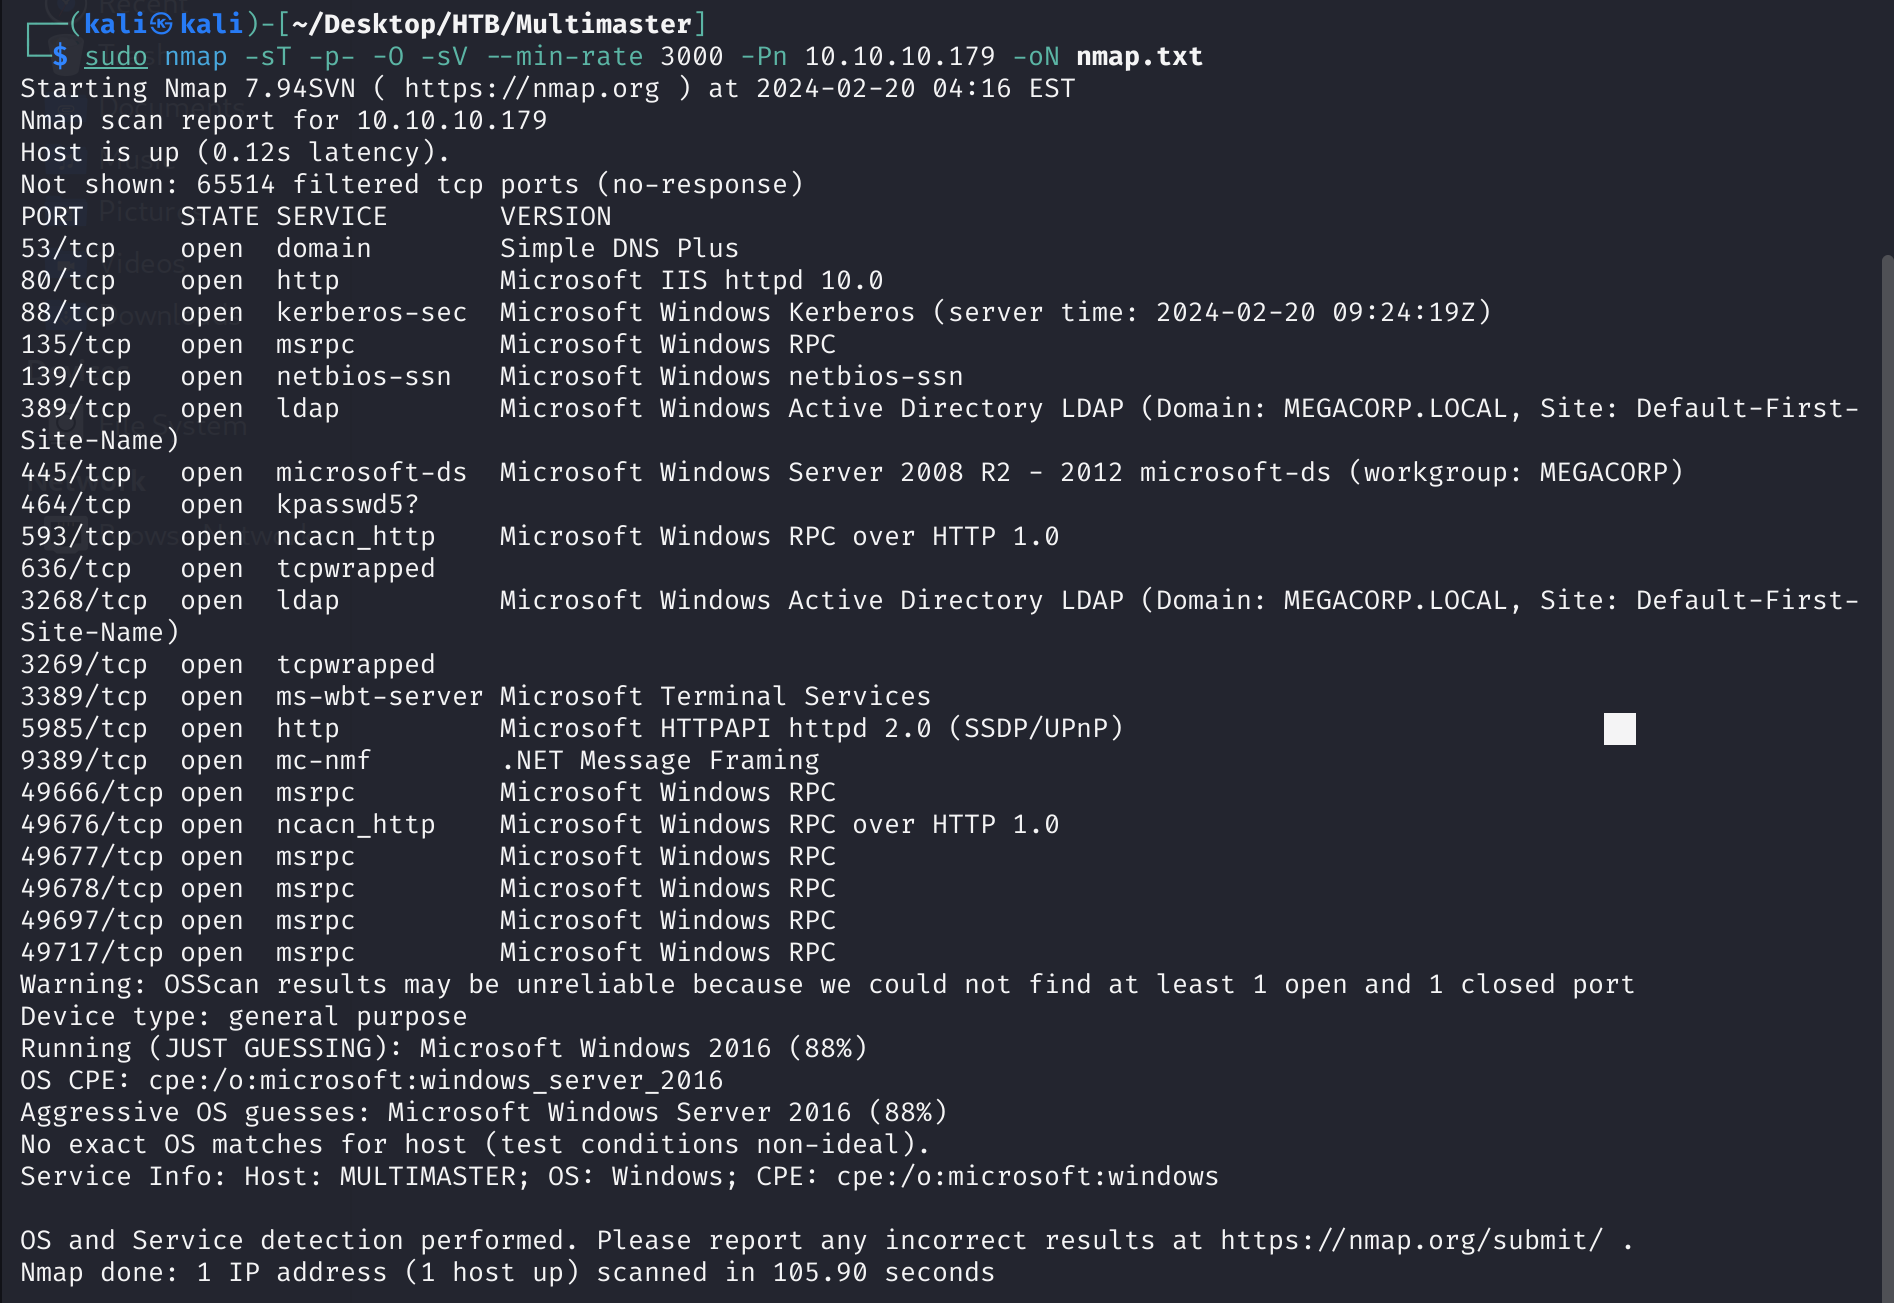 ┌──(kali㉿kali)-[~/Desktop/HTB/Multimaster]
└─$ sudo nmap -sT -p- -O -sV --min-rate 3000 -Pn 10.10.10.179 -oN nmap.txt
Starting Nmap 7.94SVN ( https://nmap.org ) at 2024-02-20 04:16 EST
Nmap scan report for 10.10.10.179
Host is up (0.12s latency).
Not shown: 65514 filtered tcp ports (no-response)
PORT      STATE SERVICE       VERSION
53/tcp    open  domain        Simple DNS Plus
80/tcp    open  http          Microsoft IIS httpd 10.0
88/tcp    open  kerberos-sec  Microsoft Windows Kerberos (server time: 2024-02-20 09:24:19Z)
135/tcp   open  msrpc         Microsoft Windows RPC
139/tcp   open  netbios-ssn   Microsoft Windows netbios-ssn
389/tcp   open  ldap          Microsoft Windows Active Directory LDAP (Domain: MEGACORP.LOCAL, Site: Default-First-
Site-Name)
445/tcp   open  microsoft-ds  Microsoft Windows Server 2008 R2 - 2012 microsoft-ds (workgroup: MEGACORP)
464/tcp   open  kpasswd5?
593/tcp   open  ncacn_http    Microsoft Windows RPC over HTTP 1.0
636/tcp   open  tcpwrapped
3268/tcp  open  ldap          Microsoft Windows Active Directory LDAP (Domain: MEGACORP.LOCAL, Site: Default-First-
Site-Name)
3269/tcp  open  tcpwrapped
3389/tcp  open  ms-wbt-server Microsoft Terminal Services
5985/tcp  open  http          Microsoft HTTPAPI httpd 2.0 (SSDP/UPnP)
9389/tcp  open  mc-nmf        .NET Message Framing
49666/tcp open  msrpc         Microsoft Windows RPC
49676/tcp open  ncacn_http    Microsoft Windows RPC over HTTP 1.0
49677/tcp open  msrpc         Microsoft Windows RPC
49678/tcp open  msrpc         Microsoft Windows RPC
49697/tcp open  msrpc         Microsoft Windows RPC
49717/tcp open  msrpc         Microsoft Windows RPC
Warning: OSScan results may be unreliable because we could not find at least 1 open and 1 closed port
Device type: general purpose
Running (JUST GUESSING): Microsoft Windows 2016 (88%)
OS CPE: cpe:/o:microsoft:windows_server_2016
Aggressive OS guesses: Microsoft Windows Server 2016 (88%)
No exact OS matches for host (test conditions non-ideal).
Service Info: Host: MULTIMASTER; OS: Windows; CPE: cpe:/o:microsoft:windows

OS and Service detection performed. Please report any incorrect results at https://nmap.org/submit/ .
Nmap done: 1 IP address (1 host up) scanned in 105.90 seconds